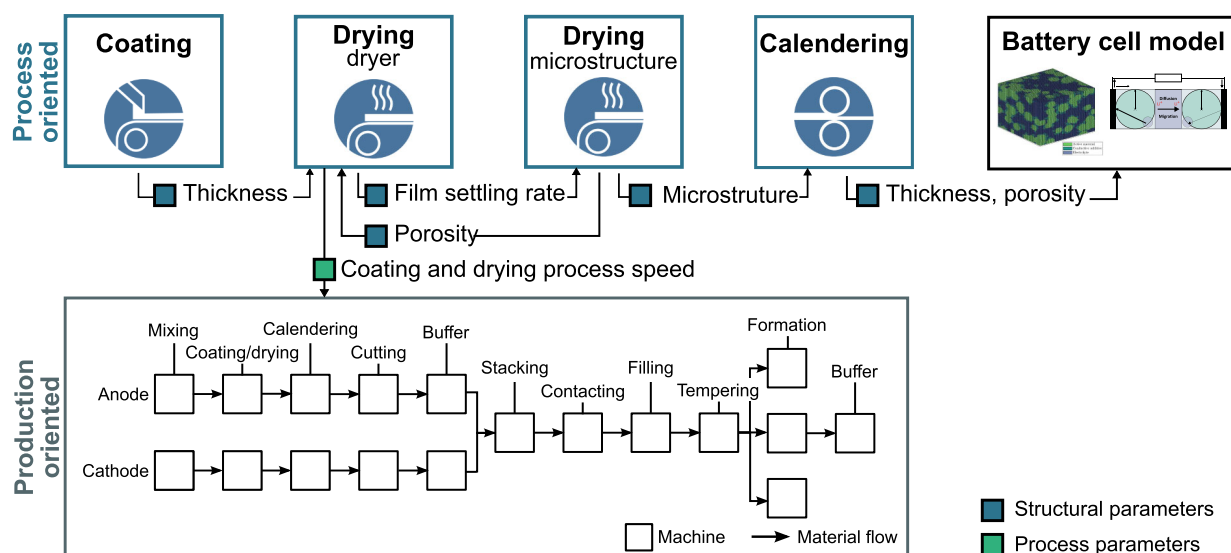 Process
oriented
Coating
Drying
dryer
Drying
microstructure
Calendering
Battery cell model
Diffusion
Migration
Thickness
Film settling rate
Microstruture
Thickness, porosity
Porosity
Coating and drying process speed
Production
oriented
Mixing
Coating/drying
Calendering
Cutting
Buffer
Stacking
Contacting
Filling
Tempering
Formation
Buffer
Anode
Cathode
Machine
Material flow
Structural parameters
Process parameters